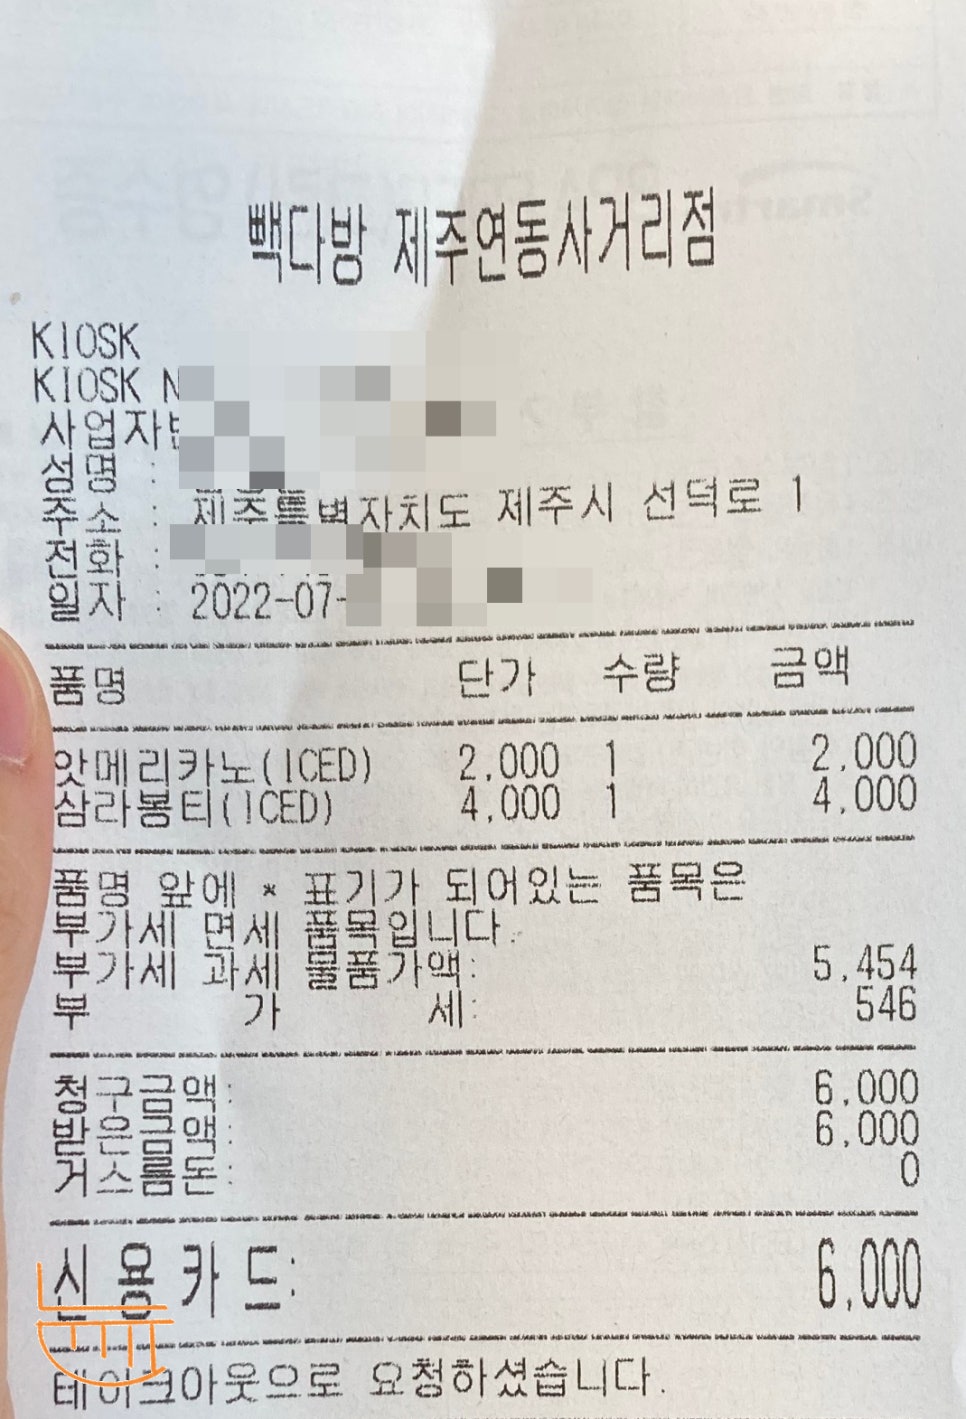 빽다방 제주연동사거리점
KIOSK
KIOSK N
사업자번
성명 :
주소 : 제주특별자치도 제주시 선덕로 1
전화 :
일자 : 2022-07-
품명 단가 수량 금액
앗메리카노(ICED) 2,000 1 2,000
삼라봉티(ICED) 4,000 1 4,000
품명 앞에 * 표기가 되어있는 품목은
부가세 면세 품목입니다.
부가세 과세 물품가액: 5,454
부 가 세: 546
청구금액: 6,000
받은금액: 6,000
거스름돈: 0
신용카드: 6,000
테이크아웃으로 요청하셨습니다.